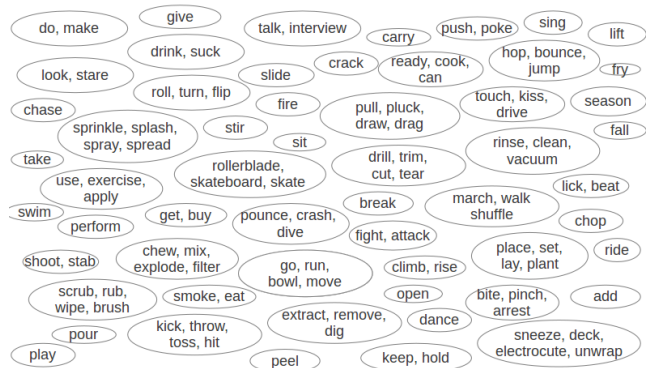 do, make
give
talk, interview
carry
push, poke
sing
lift
drink, suck
look, stare
slide
crack
ready, cook,
can
hop, bounce,
jump
fry
chase
roll, turn, flip
fire
pull, pluck,
draw, drag
touch, kiss,
drive
season
sprinkle, splash,
spray, spread
stir
sit
fall
take
rollerblade,
skateboard, skate
drill, trim,
cut, tear
rinse, clean,
vacuum
use, exercise,
apply
lick, beat
swim
perform
get, buy
pounce, crash,
dive
break
march, walk
shuffle
chop
fight, attack
shoot, stab
chew, mix,
explode, filter
go, run,
bowl, move
climb, rise
place, set,
lay, plant
ride
scrub, rub,
wipe, brush
smoke, eat
open
bite, pinch,
arrest
add
pour
kick, throw,
toss, hit
extract, remove,
dig
dance
sneeze, deck,
electrocute, unwrap
play
peel
keep, hold